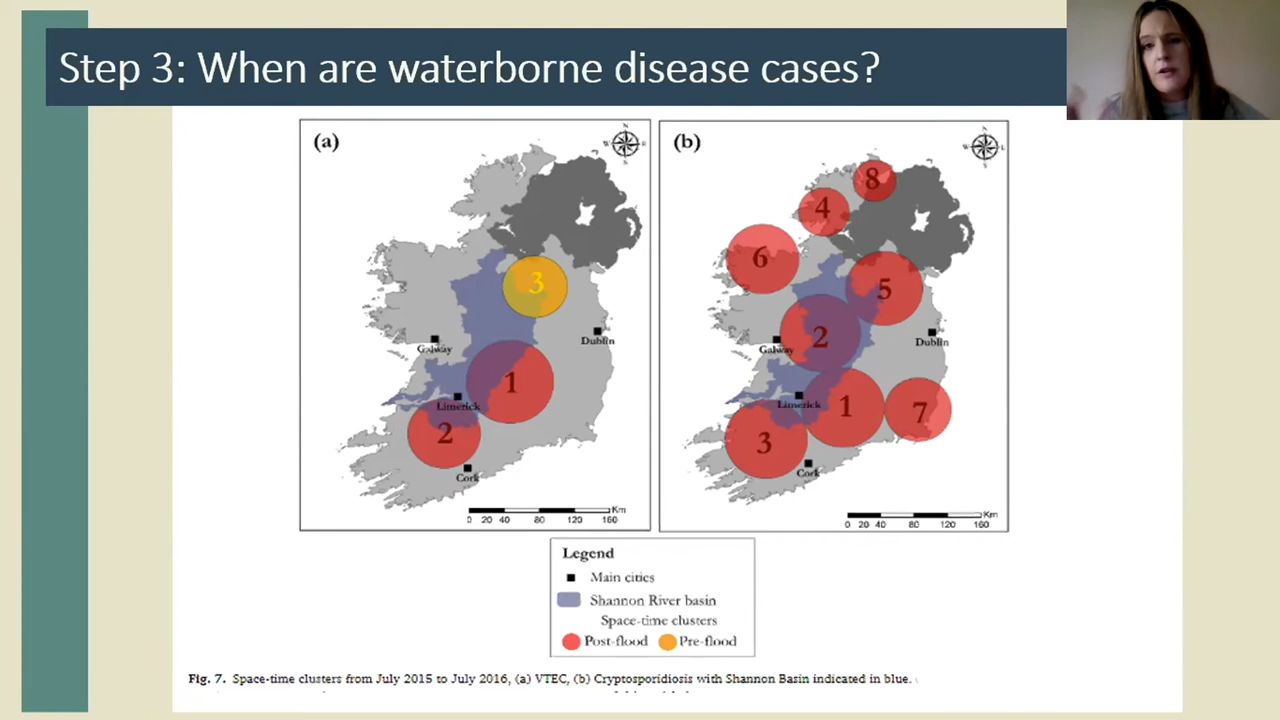 Step 3: When are waterborne disease cases?
(a)
3
Galway
Dublin
1
Limerick
2
Cork
Km
0 20 40 80 120 160
(b)
8
4
6
5
2
Galway
Dublin
Limerick
1
7
3
Cork
Km
0 20 40 80 120 160
Legend
Main cities
Shannon River basin
Space-time clusters
Post-flood Pre-flood
Fig. 7. Space-time clusters from July 2015 to July 2016, (a) VTEC, (b) Cryptosporidiosis with Shannon Basin indicated in blue.